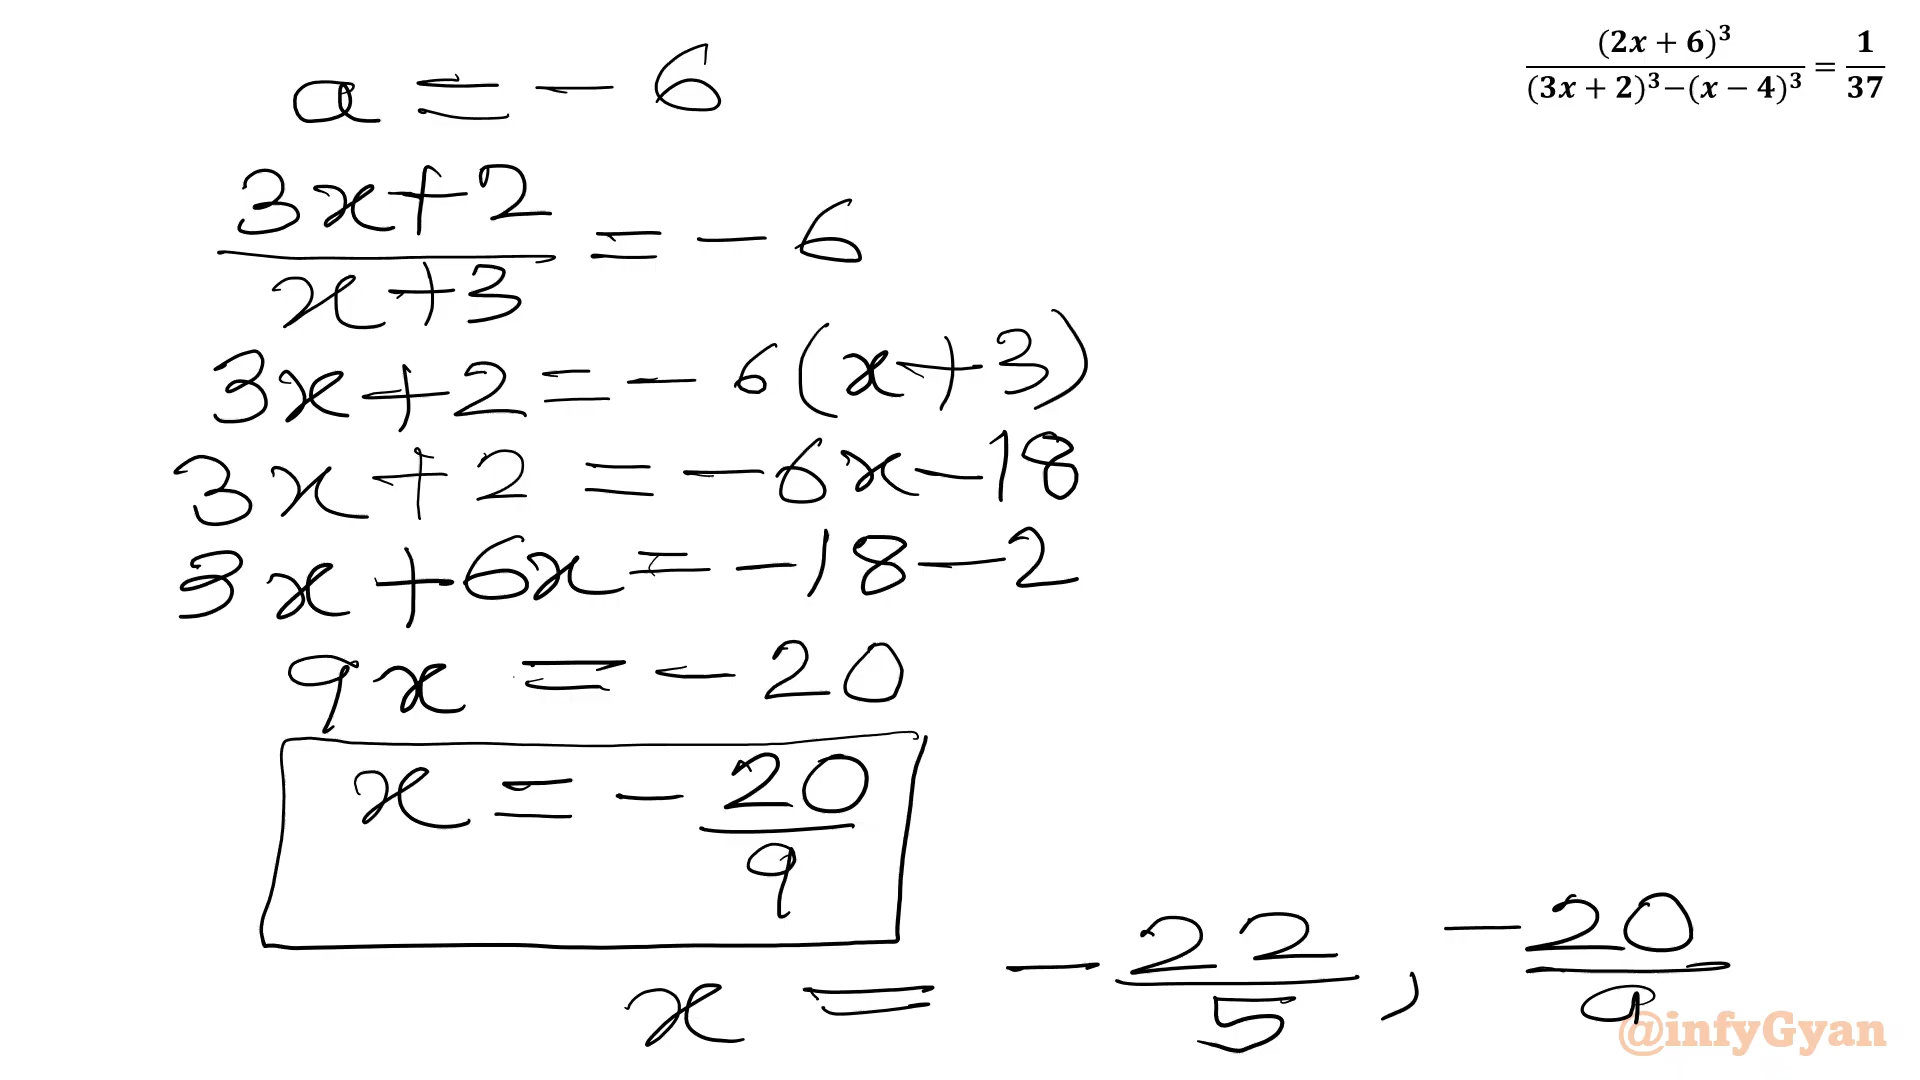 a = - 6
(2x + 6)³ / (3x + 2)³−(x − 4)³ = 1/37
3x+2 / x+3 = - 6
3x+2 = - 6(x+3)
3x+2 = -6x-18
3x+6x = -18-2
9x = - 20
x = - 20/9
x = - 22/5 , - 20/9
@infyGyan